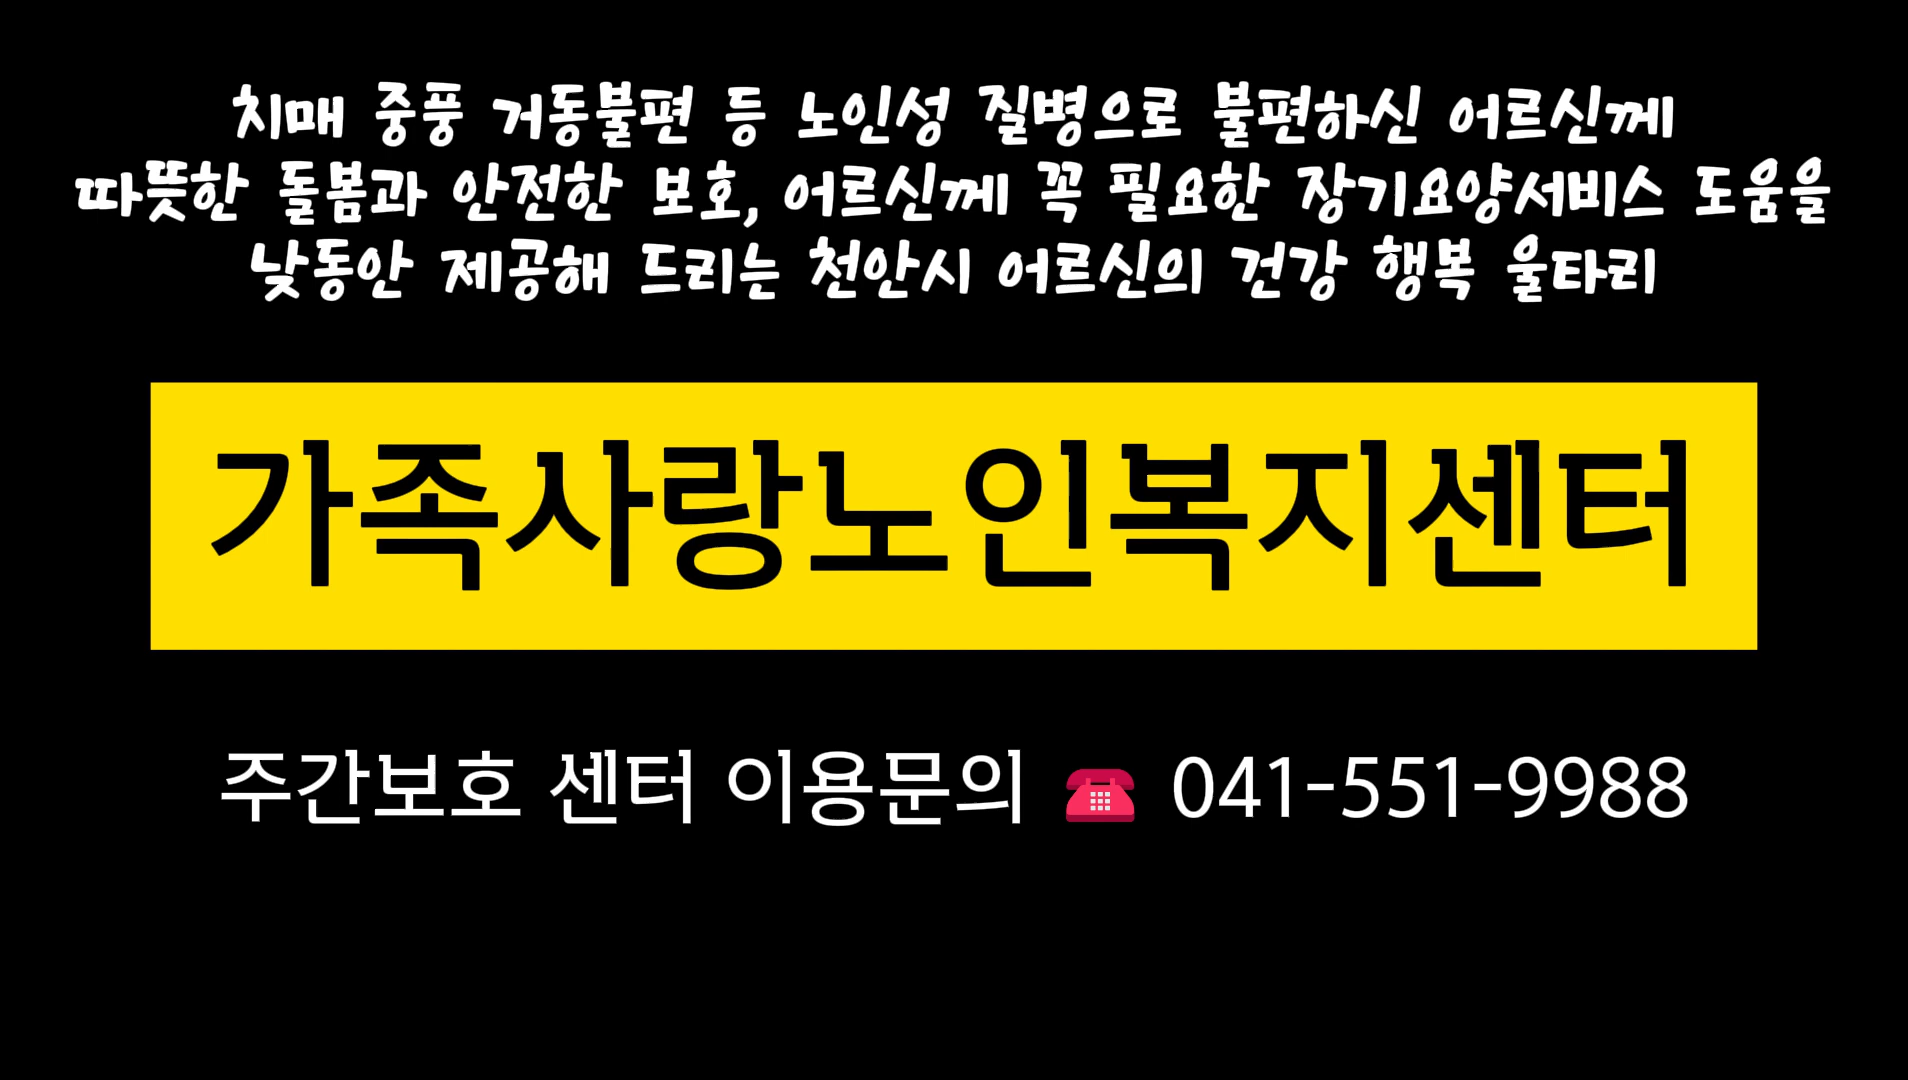 치매 중풍 거동불편 등 노인성 질병으로 불편하신 어르신께
따뜻한 돌봄과 안전한 보호, 어르신께 꼭 필요한 장기요양서비스 도움을
낮동안 제공해 드리는 천안시 어르신의 건강 행복 울타리
가족사랑노인복지센터
주간보호 센터 이용문의 ☎ 041-551-9988